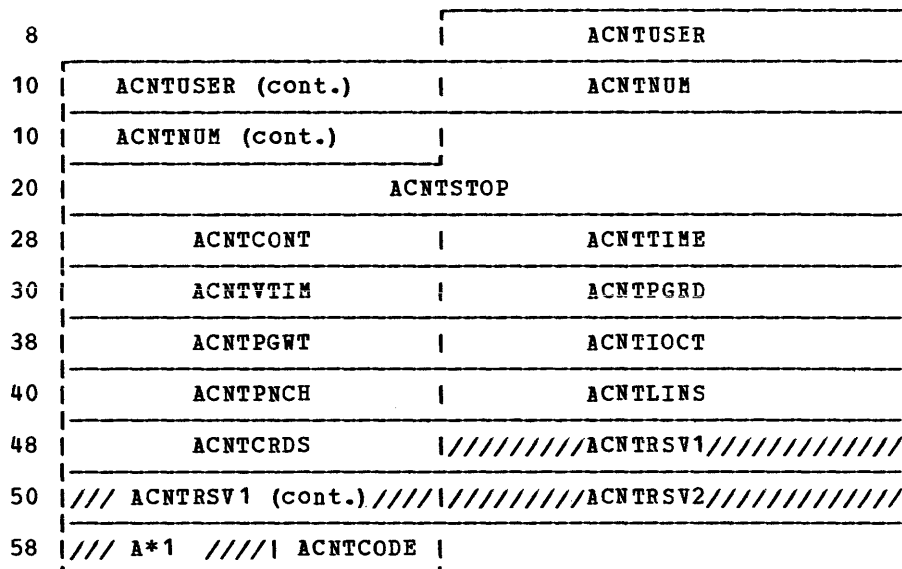 8 ACNTUSER
10 ACNTUSER (cont.) ACNTNUM
10 ACNTNUM (cont.)
20 ACNTSTOP
28 ACNTCONT ACNTTIME
30 ACNTVTIM ACNTPGRD
38 ACNTPGWT ACNTIOCT
40 ACNTPNCH ACNTLINS
48 ACNTCRDS /////////ACNTRSV1/////////////
50 /// ACNTRSV1 (cont.) //// /////////ACNTRSV2/////////////
58 /// A*1 //// ACNTCODE